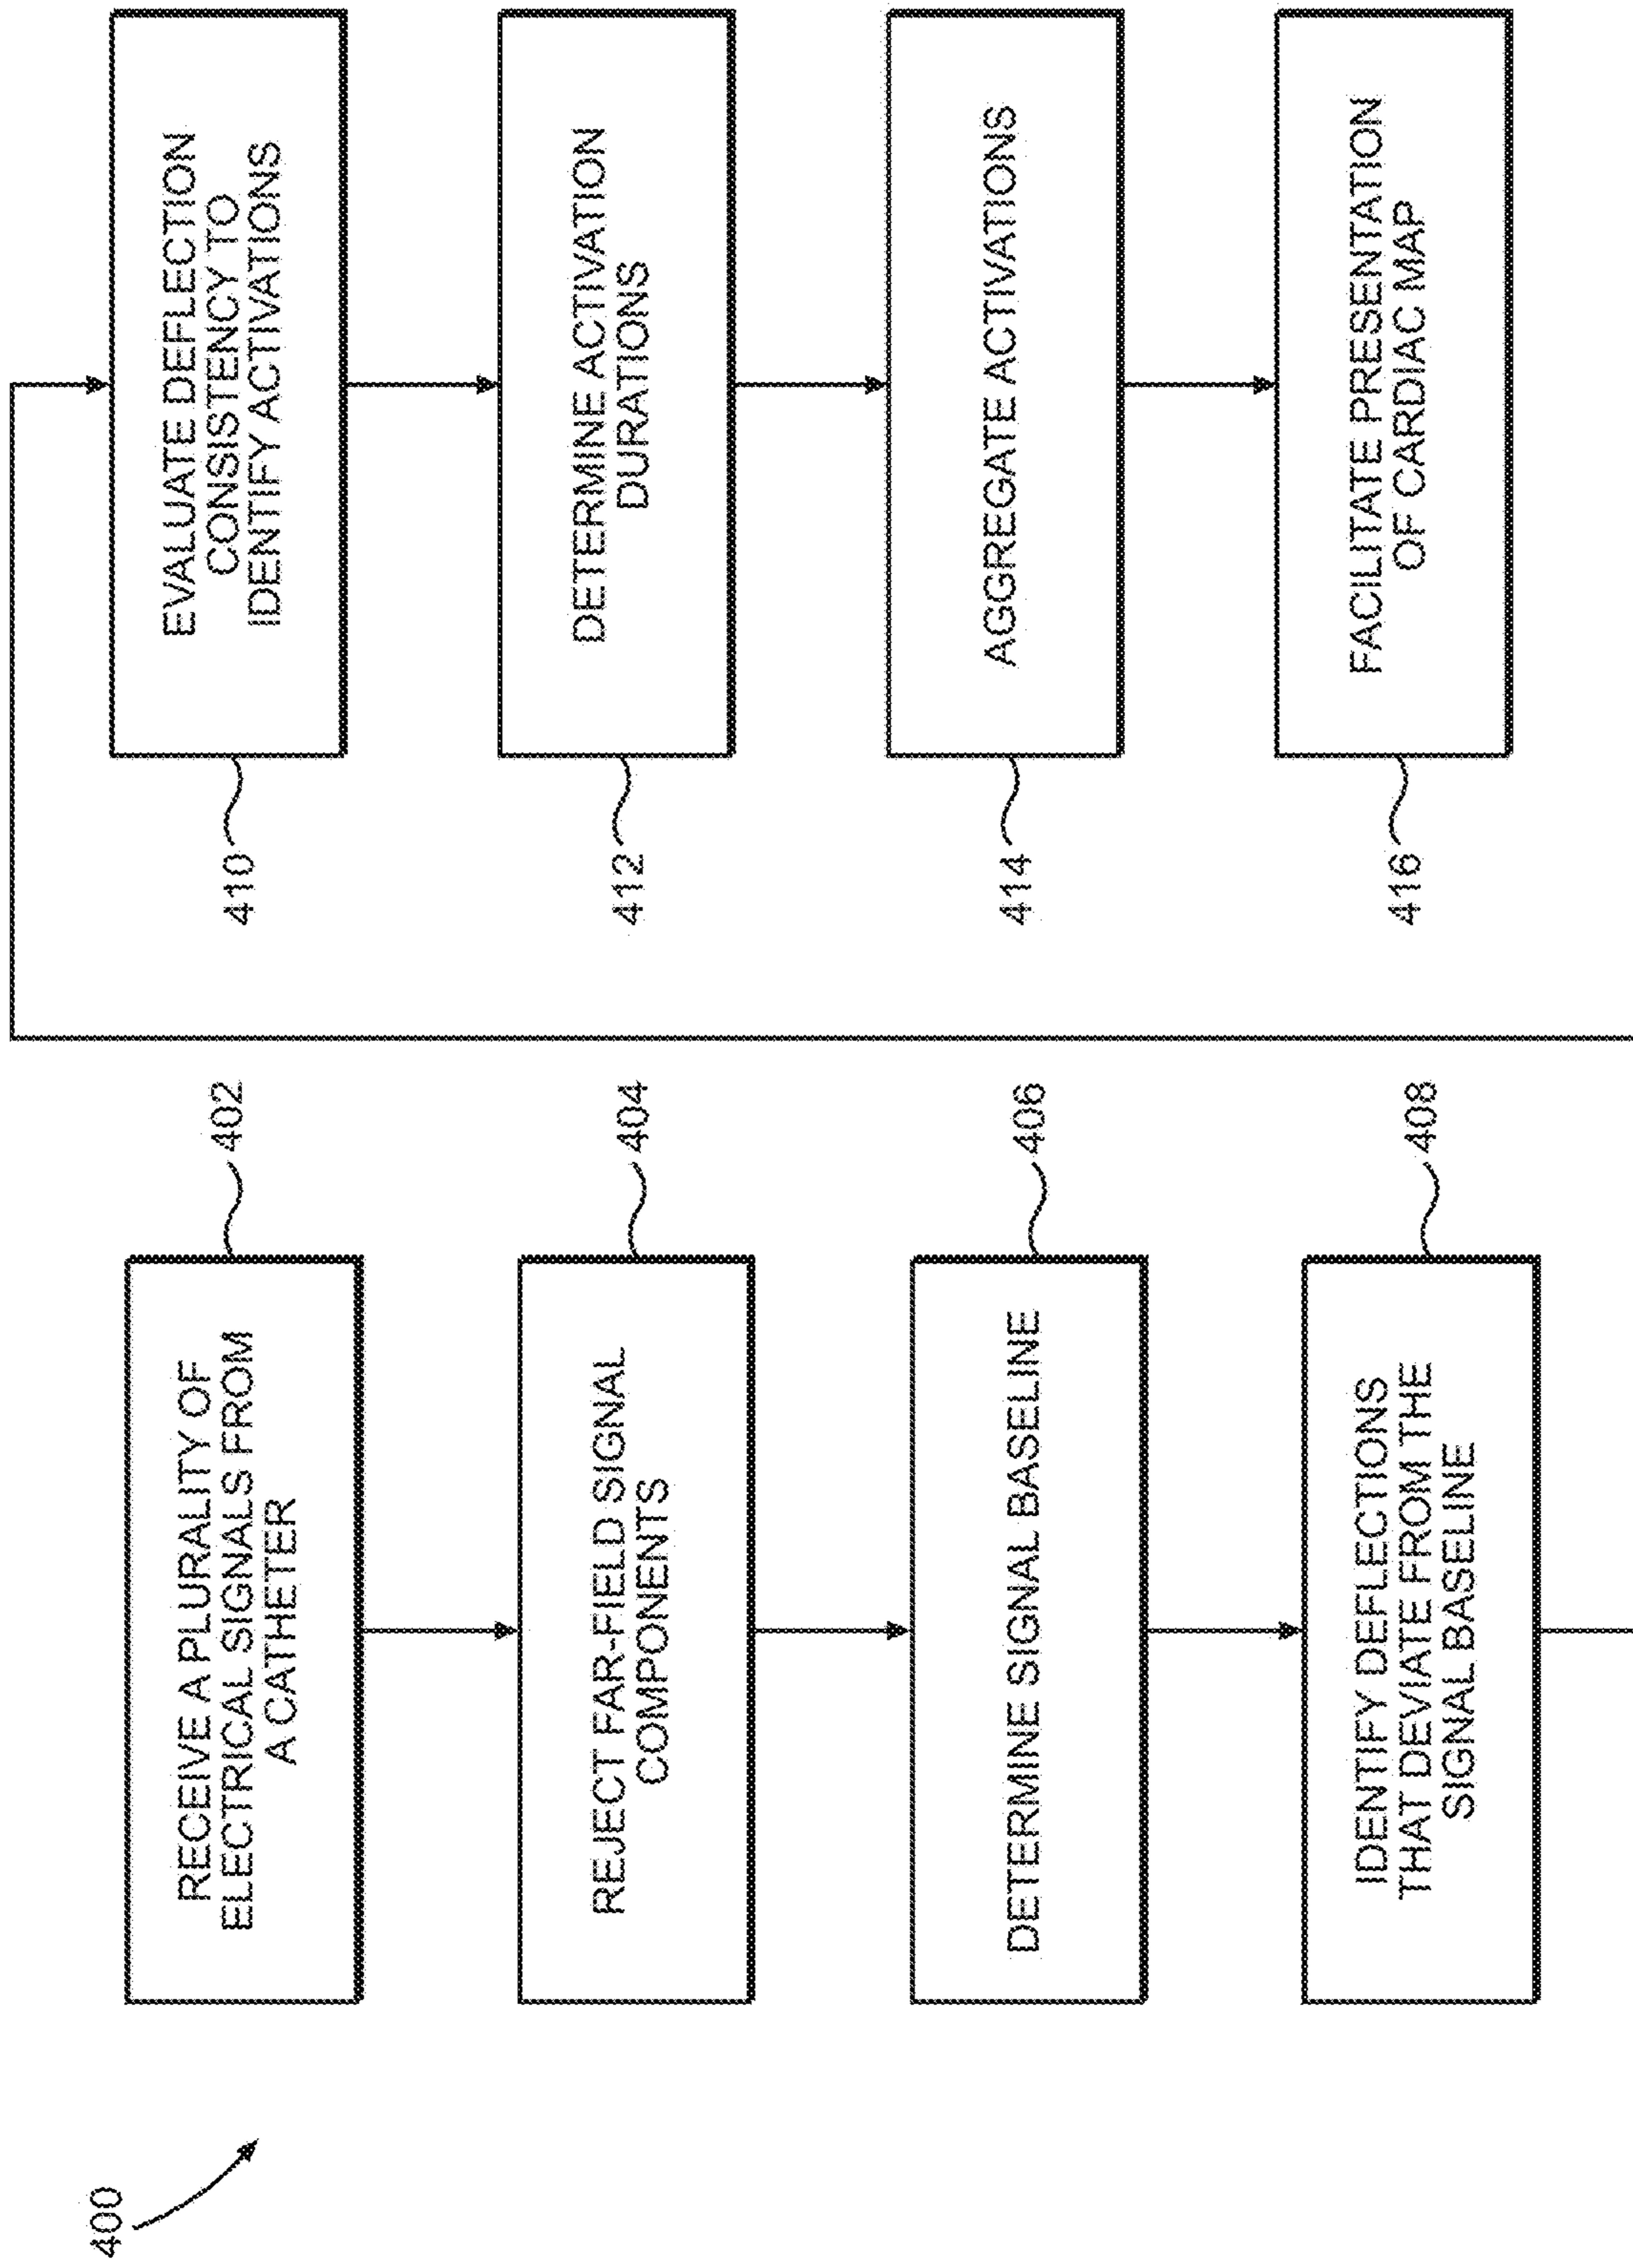 400
RECEIVE A PLURALITY OF
ELECTRICAL SIGNALS FROM
A CATHETER
402
REJECT FAR-FIELD SIGNAL
COMPONENTS
404
DETERMINE SIGNAL BASELINE
406
IDENTIFY DEFLECTIONS
THAT DEVIATE FROM THE
SIGNAL BASELINE
408
EVALUATE DEFLECTION
CONSISTENCY TO
IDENTIFY ACTIVATIONS
410
DETERMINE ACTIVATION
DURATIONS
412
AGGREGATE ACTIVATIONS
414
FACILITATE PRESENTATION
OF CARDIAC MAP
416